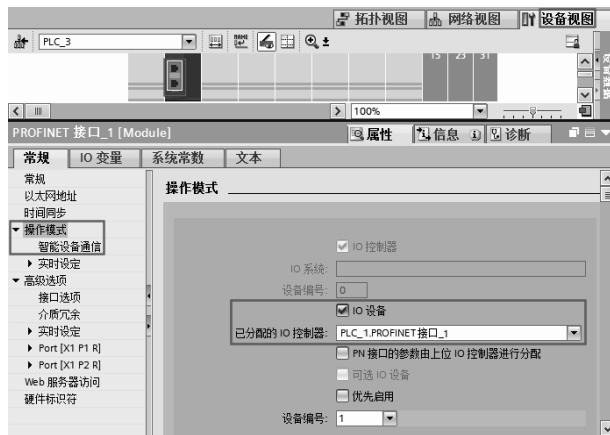 拓扑视图 网络视图 设备视图
PLC_3
15 23 31
100%
PROFINET 接口_1 [Module]
属性 信息 诊断
常规 IO 变量 系统常数 文本
常规
以太网地址
时间同步
操作模式
智能设备通信
实时设定
高级选项
接口选项
介质冗余
实时设定
Port [X1 P1 R]
Port [X1 P2 R]
Web 服务器访问
硬件标识符
操作模式
IO 控制器
IO 系统:
设备编号: 0
IO 设备
已分配的 IO 控制器: PLC_1.PROFINET接口_1
PN 接口的参数由上位 IO 控制器进行分配
可选 IO 设备
优先启用
设备编号: 1